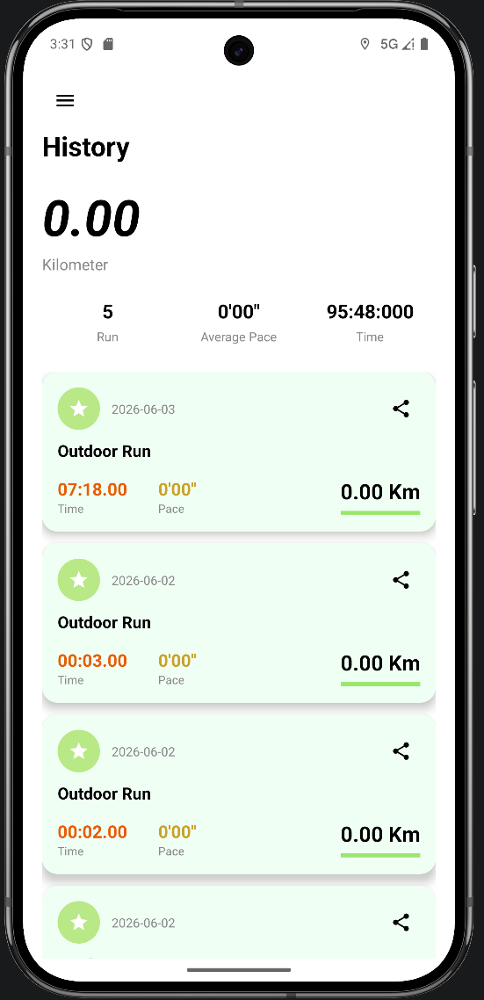 3:31
5G
History
0.00
Kilometer
5 0'00" 95:48:000
Run Average Pace Time
2026-06-03
Outdoor Run
07:18.00 0'00" 0.00 Km
Time Pace
2026-06-02
Outdoor Run
00:03.00 0'00" 0.00 Km
Time Pace
2026-06-02
Outdoor Run
00:02.00 0'00" 0.00 Km
Time Pace
2026-06-02